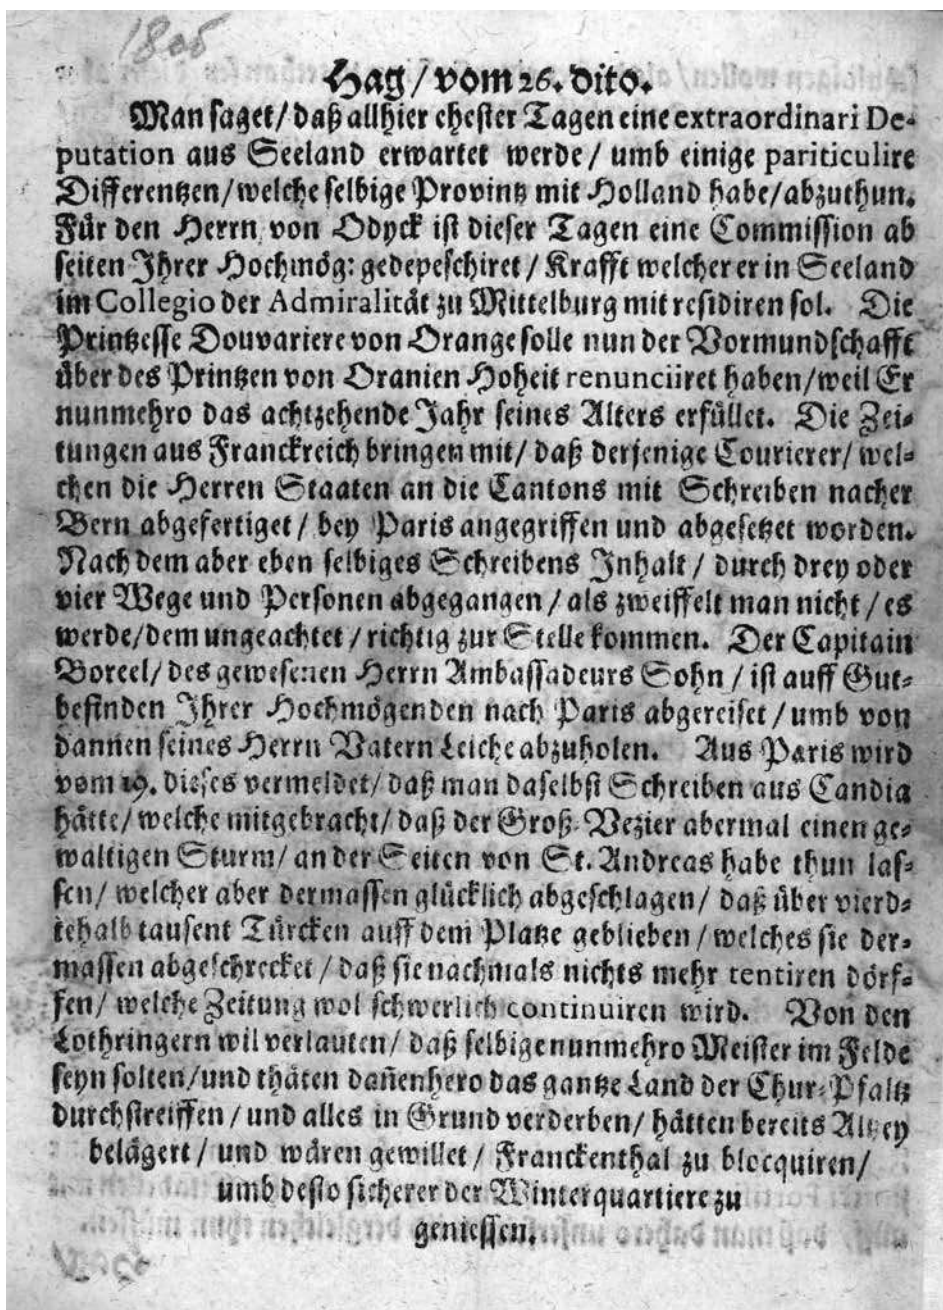 1805
Hag / vom 26. dito.
Man saget / daß allhier ehester Tagen eine extraordinari De-
putation aus Seeland erwartet werde / umb einige pariticulire
Differentzen / welche selbige Provintz mit Holland habe / abzuthun.
Für den Herrn von Odyck ist dieser Tagen eine Commission ab
seiten Ihrer Hochmög: gedepeschiret / Krafft welcher er in Seeland
im Collegio der Admiralität zu Mittelburg mit residiren sol. Die
Printzesse Douvariere von Orange solle nun der Vormundschafft
über des Printzen von Oranien Hoheit renunciiret haben / weil Er
nunmehro das achtzehende Jahr seines Alters erfüllet. Die Zei-
tungen aus Franckreich bringen mit / daß derjenige Courierer / wel-
chen die Herren Staaten an die Cantons mit Schreiben nacher
Bern abgefertiget / bey Paris angegriffen und abgesetzet worden.
Nach dem aber eben selbiges Schreibens Inhalt / durch drey oder
vier Wege und Personen abgegangen / als zweiffelt man nicht / es
werde / dem ungeachtet / richtig zur Stelle kommen. Der Capitain
Boreel / des gewesenen Herrn Ambassadeurs Sohn / ist auff Gut-
befinden Ihrer Hochmögenden nach Paris abgereiset / umb von
dannen seines Herrn Vatern Leiche abzuholen. Aus Paris wird
vom 19. dieses vermeldet / daß man daselbst Schreiben aus Candia
hätte / welche mitgebracht / daß der Groß-Vezier abermal einen ge-
waltigen Sturm / an der Seiten von St. Andreas habe thun las-
sen / welcher aber dermassen glücklich abgeschlagen / daß über vierd-
tehalb tausent Türcken auff dem Platze geblieben / welches sie der-
massen abgeschrecket / daß sie nachmals nichts mehr tentiren dörf-
fen / welche Zeitung wol schwerlich continuiren wird. Von den
Lothringern wil verlauten / daß selbige nunmehro Meister im Felde
seyn solten / und thäten dañenhero das gantze Land der Chur-Pfaltz
durchstreiffen / und alles in Grund verderben / hätten bereits Altzey
belägert / und wären gewillet / Franckenthal zu blocquiren /
umb desto sicherer der Winterquartiere zu
geniessen.